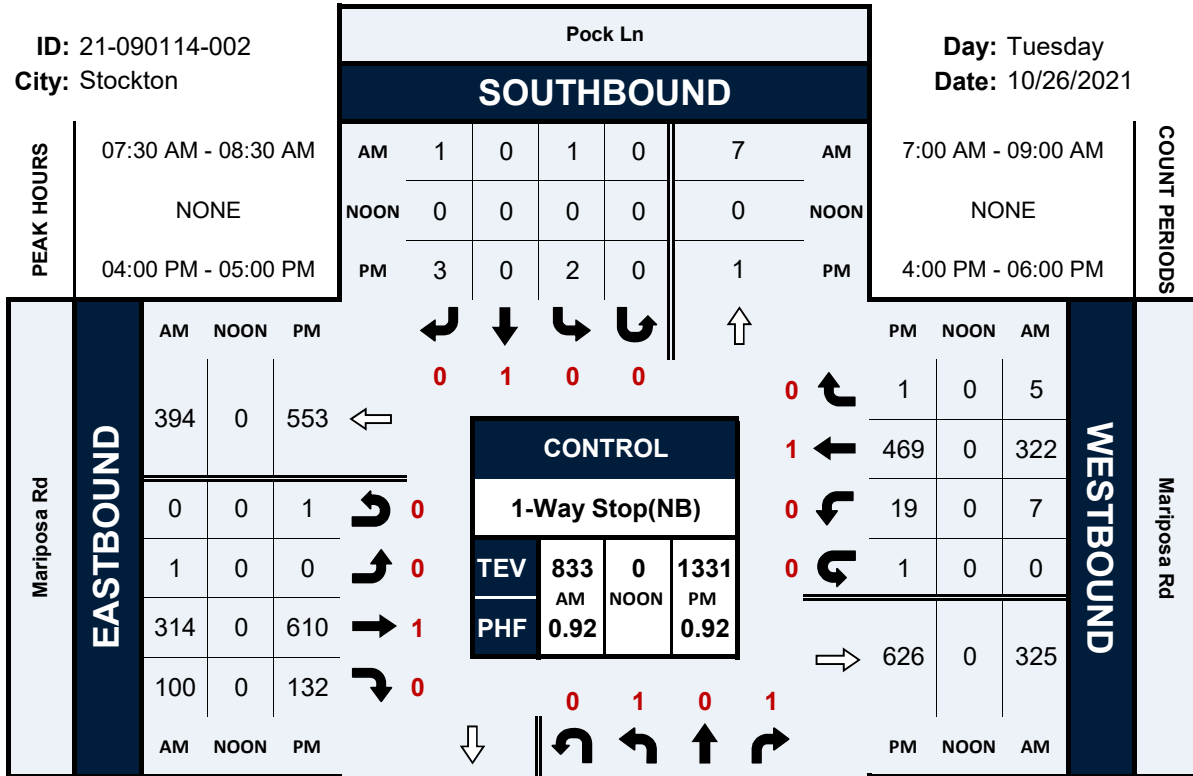 ID: 21-090114-002
City: Stockton
Pock Ln
SOUTHBOUND
Day: Tuesday
Date: 10/26/2021
PEAK HOURS
07:30 AM - 08:30 AM
NONE
04:00 PM - 05:00 PM
AM 1 0 1 0 7 AM
NOON 0 0 0 0 0 NOON
PM 3 0 2 0 1 PM
7:00 AM - 09:00 AM
NONE
4:00 PM - 06:00 PM
COUNT PERIODS
0 1 0 0
Mariposa Rd
EASTBOUND
AM NOON PM
394 0 553
0 0 1 0
1 0 0 0
314 0 610 1
100 0 132 0
AM NOON PM
CONTROL
1-Way Stop(NB)
TEV 833 0 1331
AM NOON PM
PHF 0.92 0.92
PM NOON AM
0 1 0 5
1 469 0 322
0 19 0 7
0 1 0 0
626 0 325
PM NOON AM
WESTBOUND
Mariposa Rd
0 1 0 1